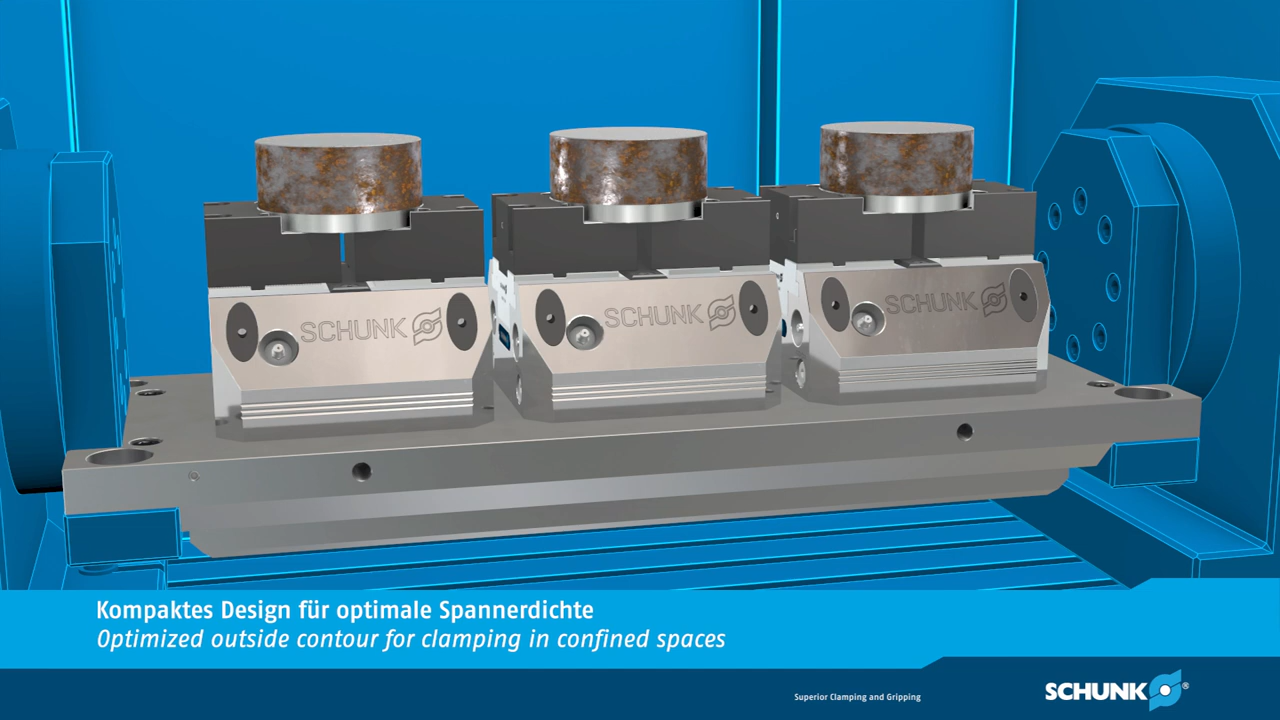 SCHUNK
SCHUNK
SCHUNK
Kompaktes Design für optimale Spannerdichte
Optimized outside contour for clamping in confined spaces
Superior Clamping and Gripping
SCHUNK ®